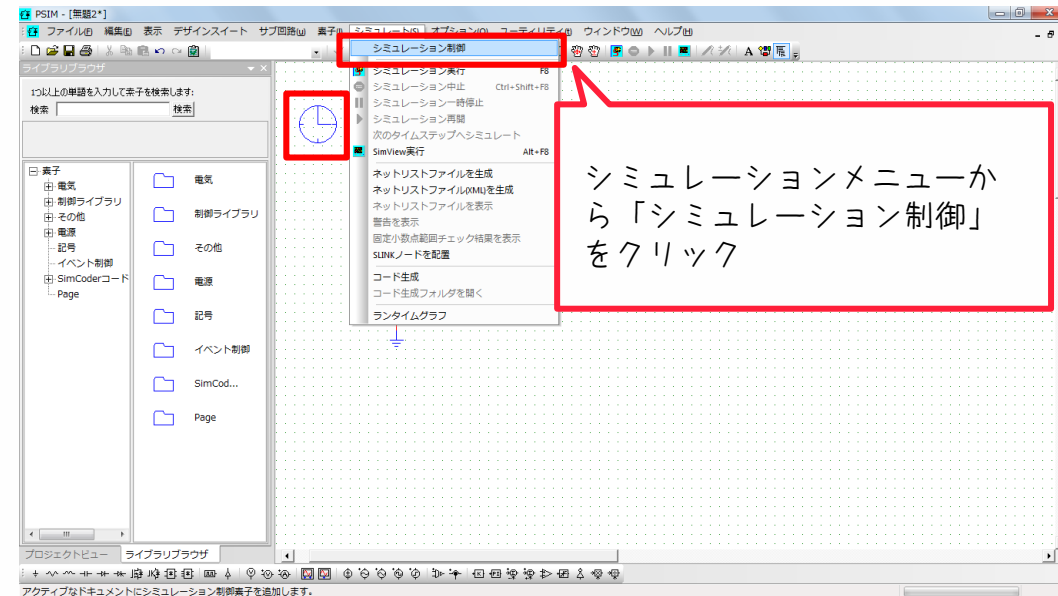 PSIM - [無題2*]
ファイル(F) 編集(E) 表示 デザインスイート サブ回路(u) 素子 シミュレート(S) オプション(O) ユーティリティ(t) ウィンドウ(W) ヘルプ(H)
ライブラリブラウザ
1つ以上の単語を入力して素子を検索します:
検索 検索
素子
電気
制御ライブラリ
その他
電源
記号
イベント制御
SimCoderコード
Page
電気
制御ライブラリ
その他
電源
記号
イベント制御
SimCod...
Page
シミュレーション制御
シミュレーション実行 F8
シミュレーション中止 Ctrl+Shift+F8
シミュレーション一時停止
シミュレーション再開
次のタイムステップへシミュレート
SimView実行 Alt+F8
ネットリストファイルを生成
ネットリストファイル(XML)を生成
ネットリストファイルを表示
警告を表示
固定小数点範囲チェック結果を表示
SLINKノードを配置
コード生成
コード生成フォルダを開く
ランタイムグラフ
シミュレーションメニューか
ら「シミュレーション制御」
をクリック
プロジェクトビュー ライブラリブラウザ
アクティブなドキュメントにシミュレーション制御素子を追加します。